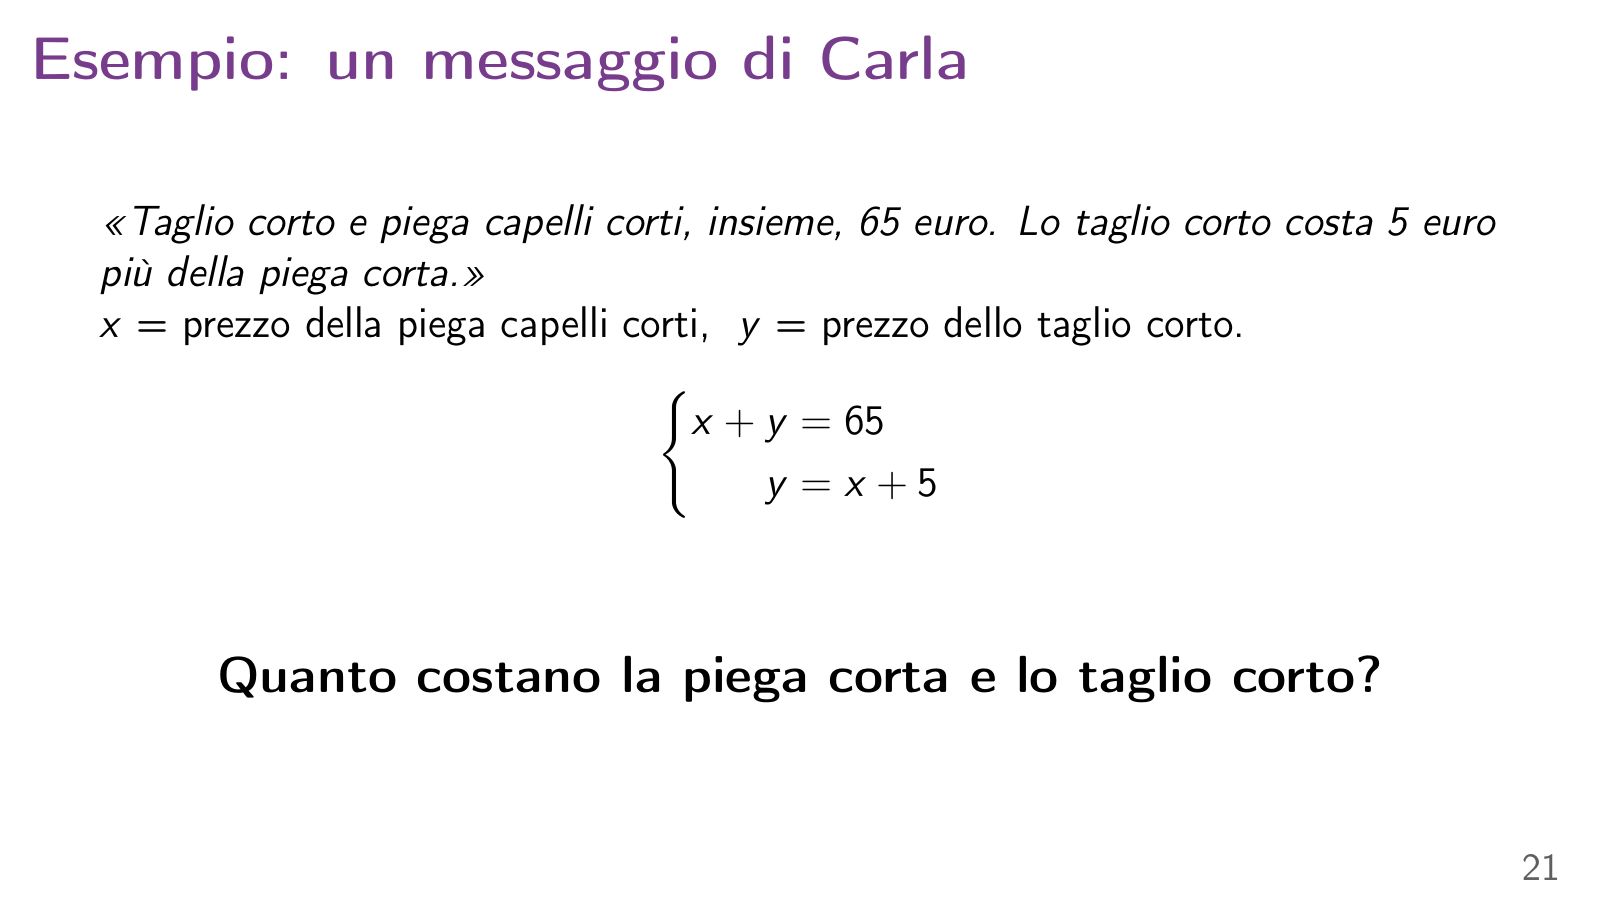 Esempio: un messaggio di Carla
«Taglio corto e piega capelli corti, insieme, 65 euro. Lo taglio corto costa 5 euro
più della piega corta.»
x = prezzo della piega capelli corti, y = prezzo dello taglio corto.
x + y = 65
y = x + 5
Quanto costano la piega corta e lo taglio corto?
21